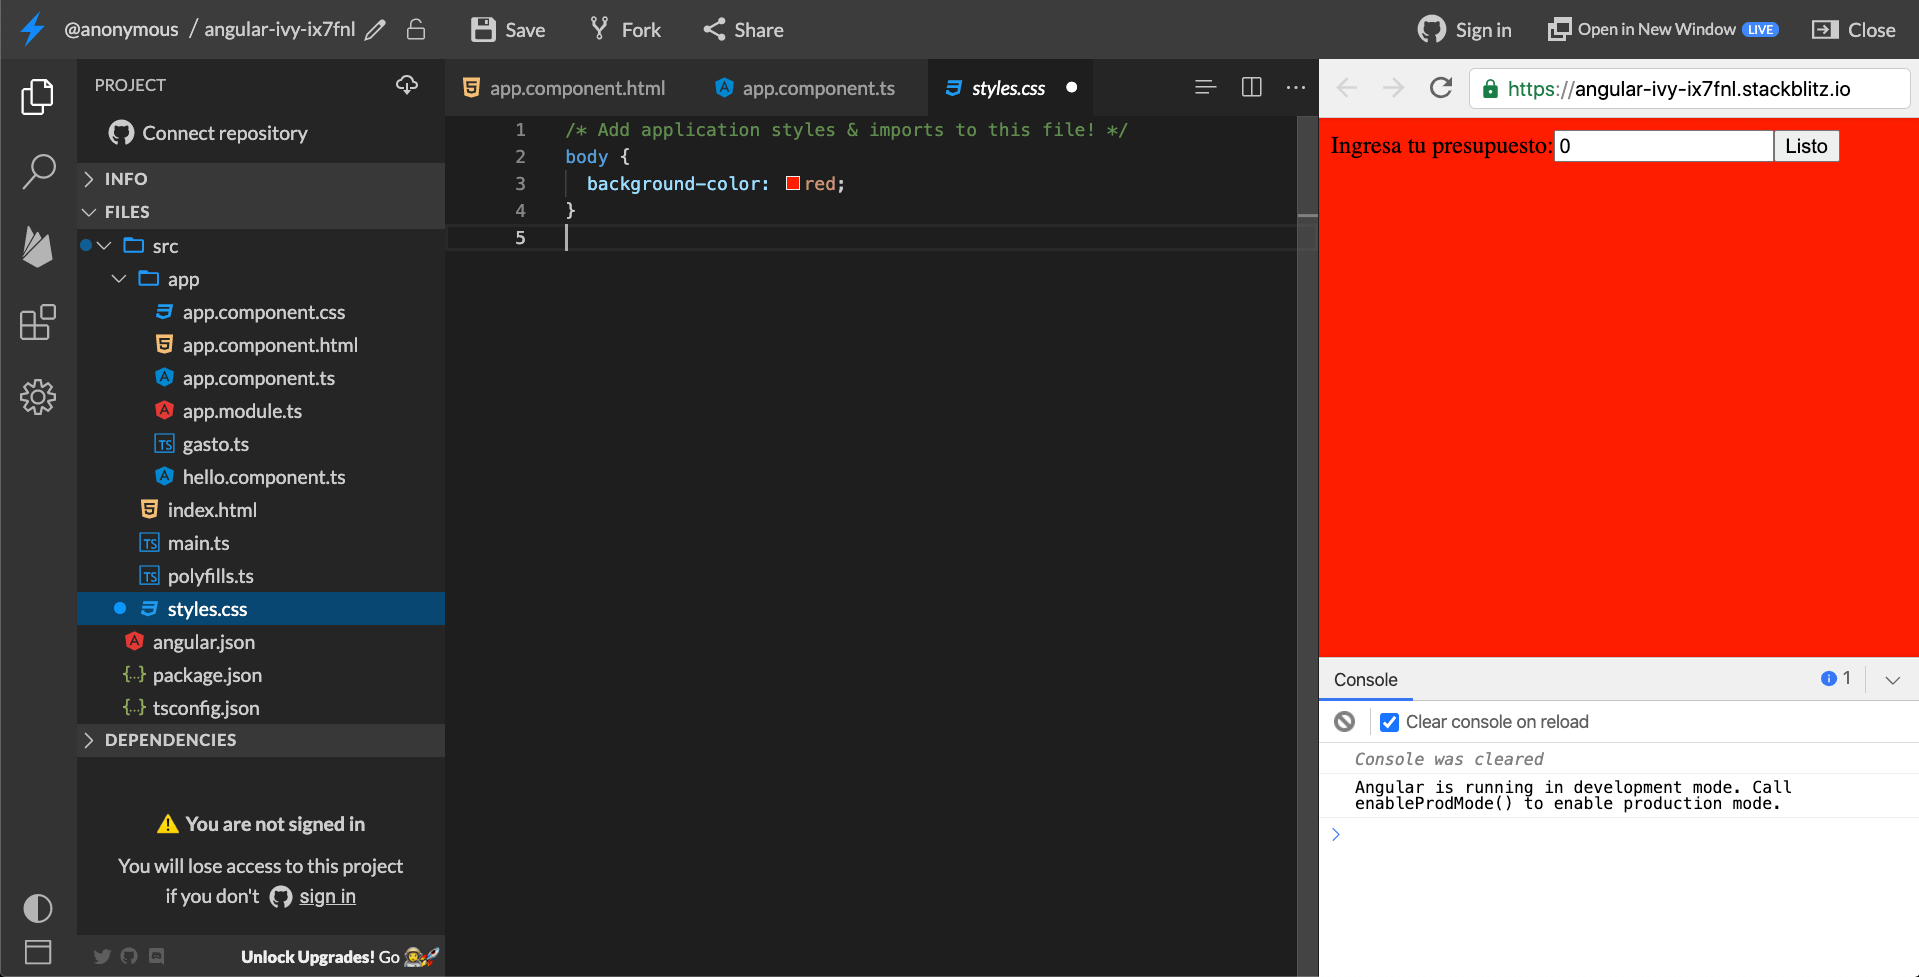 @anonymous / angular-ivy-ix7fnl Save Fork Share Sign in Open in New Window LIVE Close
PROJECT
Connect repository
INFO
FILES
src
app
app.component.css
app.component.html
app.component.ts
app.module.ts
gasto.ts
hello.component.ts
index.html
main.ts
polyfills.ts
styles.css
angular.json
package.json
tsconfig.json
DEPENDENCIES
You are not signed in
You will lose access to this project
if you don't sign in
Unlock Upgrades! Go
app.component.html app.component.ts styles.css
1 /* Add application styles & imports to this file! */
2 body {
3 background-color: red;
4 }
5
https://angular-ivy-ix7fnl.stackblitz.io
Ingresa tu presupuesto: 0 Listo
Console 1
Clear console on reload
Console was cleared
Angular is running in development mode. Call
enableProdMode() to enable production mode.